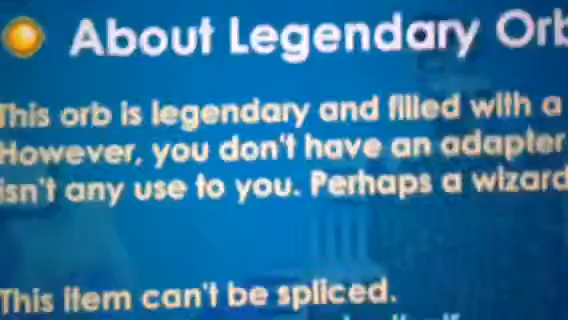 About Legendary Orb
This orb is legendary and filled with a
However, you don't have an adapter
isn't any use to you. Perhaps a wizard
This item can't be spliced.